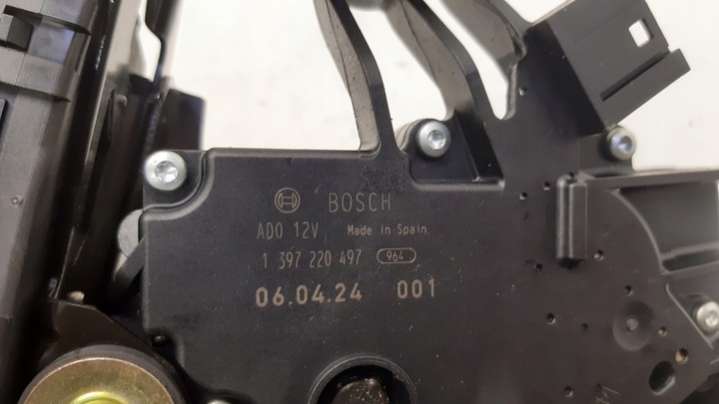 BOSCH
ADO 12V Made in Spain
1 397 220 497 964
06.04.24 001